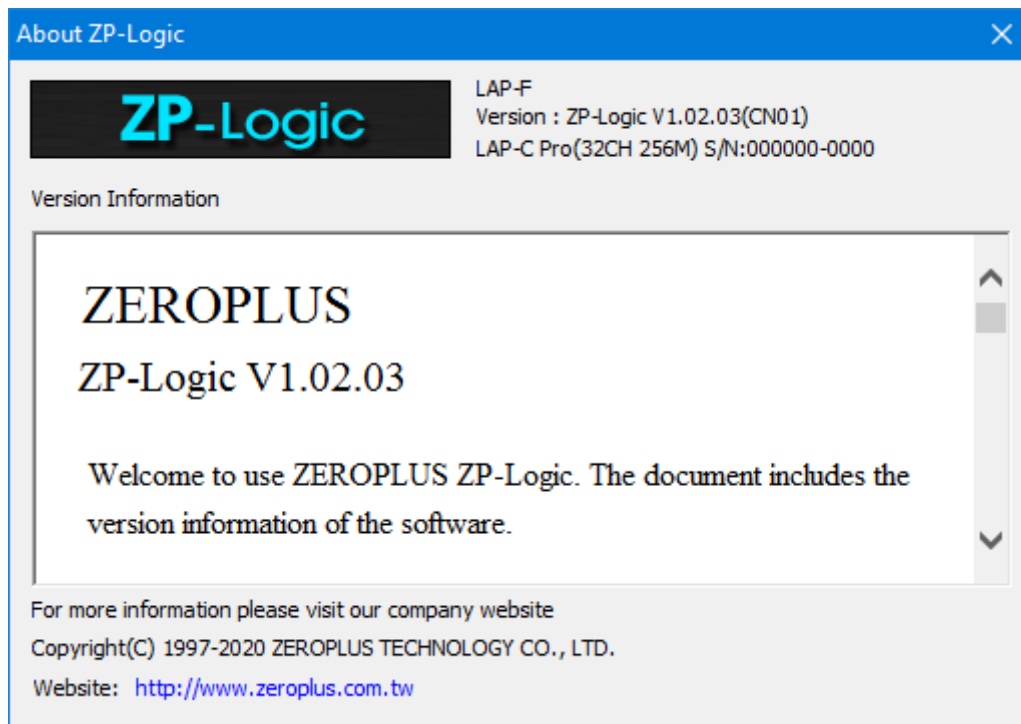 About ZP-Logic
ZP-Logic
LAP-F
Version : ZP-Logic V1.02.03(CN01)
LAP-C Pro(32CH 256M) S/N:000000-0000
Version Information
ZEROPLUS
ZP-Logic V1.02.03
Welcome to use ZEROPLUS ZP-Logic. The document includes the
version information of the software.
For more information please visit our company website
Copyright(C) 1997-2020 ZEROPLUS TECHNOLOGY CO., LTD.
Website: http://www.zeroplus.com.tw